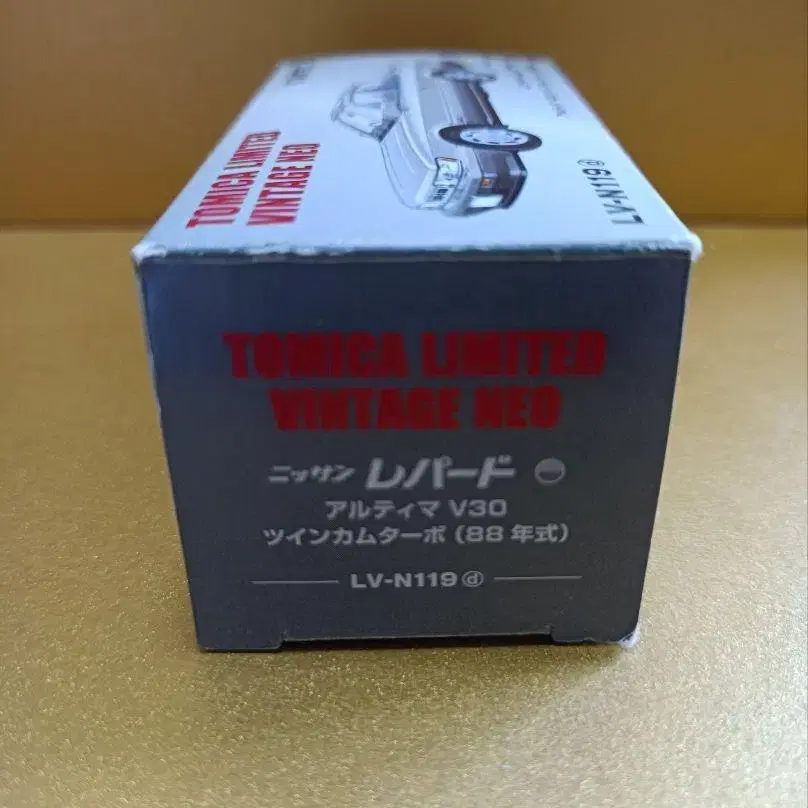 TOMICA LIMITED
VINTAGE NEO
LV-N119ⓟ
TOMICA LIMITED
VINTAGE NEO
ニッサン レパード
アルティマ V30
ツインカムターボ (88 年式)
LV-N119ⓓ